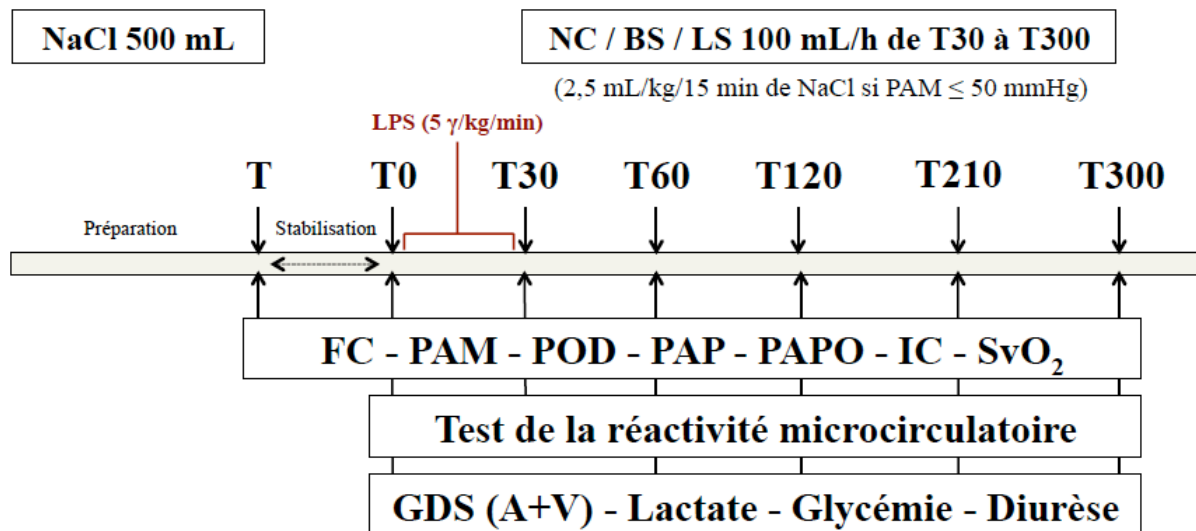 NaCl 500 mL
NC / BS / LS 100 mL/h de T30 à T300
(2,5 mL/kg/15 min de NaCl si PAM ≤ 50 mmHg)
LPS (5 γ/kg/min)
T T0 T30 T60 T120 T210 T300
Préparation Stabilisation
FC - PAM - POD - PAP - PAPO - IC - SvO₂
Test de la réactivité microcirculatoire
GDS (A+V) - Lactate - Glycémie - Diurèse